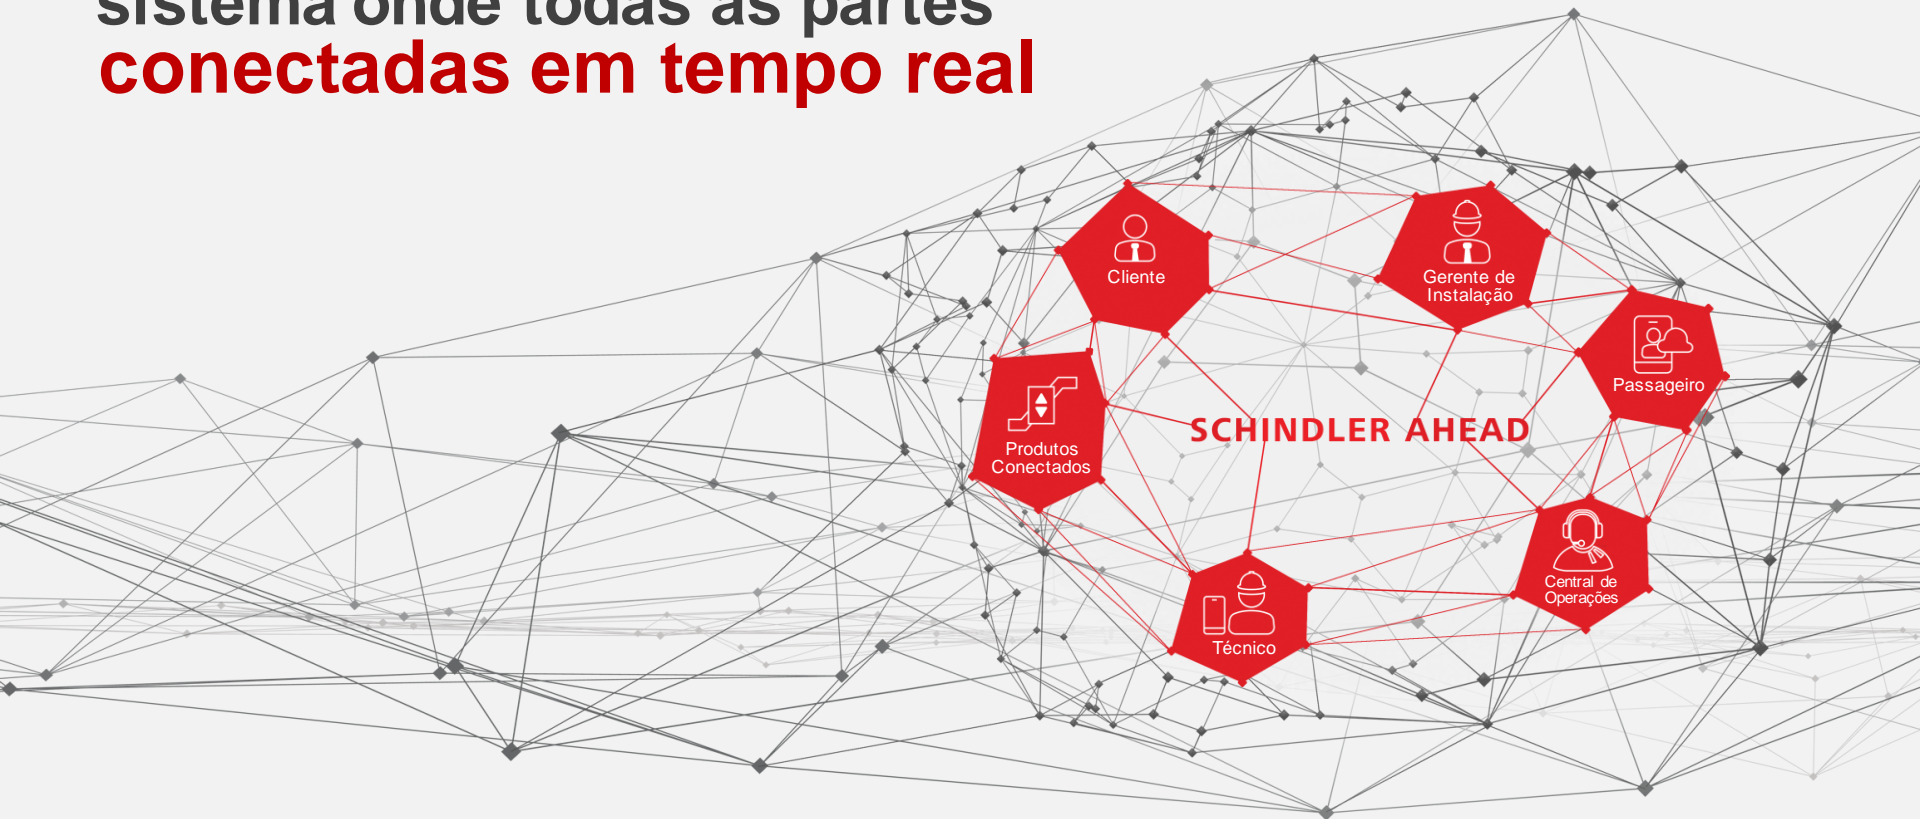 sistema onde todas as partes
conectadas em tempo real
Cliente
Gerente de
Instalação
Passageiro
Produtos
Conectados
SCHINDLER AHEAD
Central de
Operações
Técnico